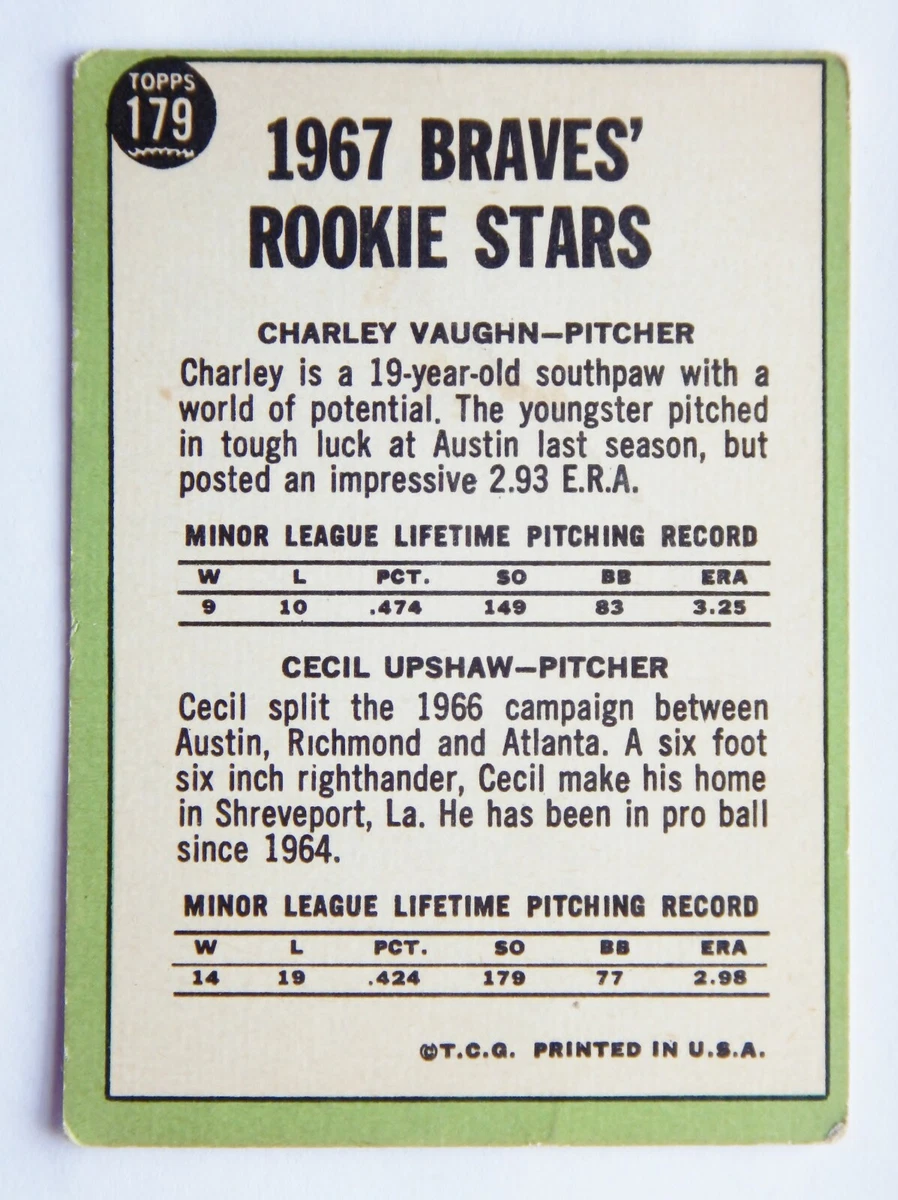 TOPPS
179
1967 BRAVES'
ROOKIE STARS
CHARLEY VAUGHN–PITCHER
Charley is a 19-year-old southpaw with a
world of potential. The youngster pitched
in tough luck at Austin last season, but
posted an impressive 2.93 E.R.A.
MINOR LEAGUE LIFETIME PITCHING RECORD
W L PCT. SO BB ERA
9 10 .474 149 83 3.25
CECIL UPSHAW–PITCHER
Cecil split the 1966 campaign between
Austin, Richmond and Atlanta. A six foot
six inch righthander, Cecil make his home
in Shreveport, La. He has been in pro ball
since 1964.
MINOR LEAGUE LIFETIME PITCHING RECORD
W L PCT. SO BB ERA
14 19 .424 179 77 2.98
©T.C.G. PRINTED IN U.S.A.